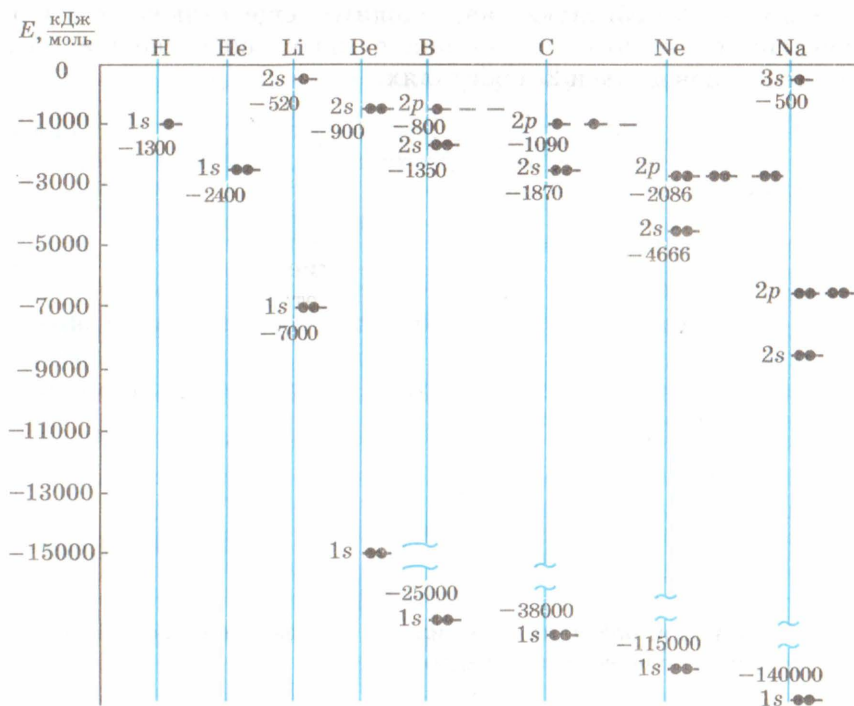 E, кДж/моль
H He Li Be B C Ne Na
0
-1000
-3000
-5000
-7000
-9000
-11000
-13000
-15000
1s
-1300
1s
-2400
2s
-520
1s
-7000
2s
-900
1s
2p
-800
2s
-1350
-25000
1s
2p
-1090
2s
-1870
-38000
1s
2p
-2086
2s
-4666
-115000
1s
3s
-500
2p
2s
-140000
1s